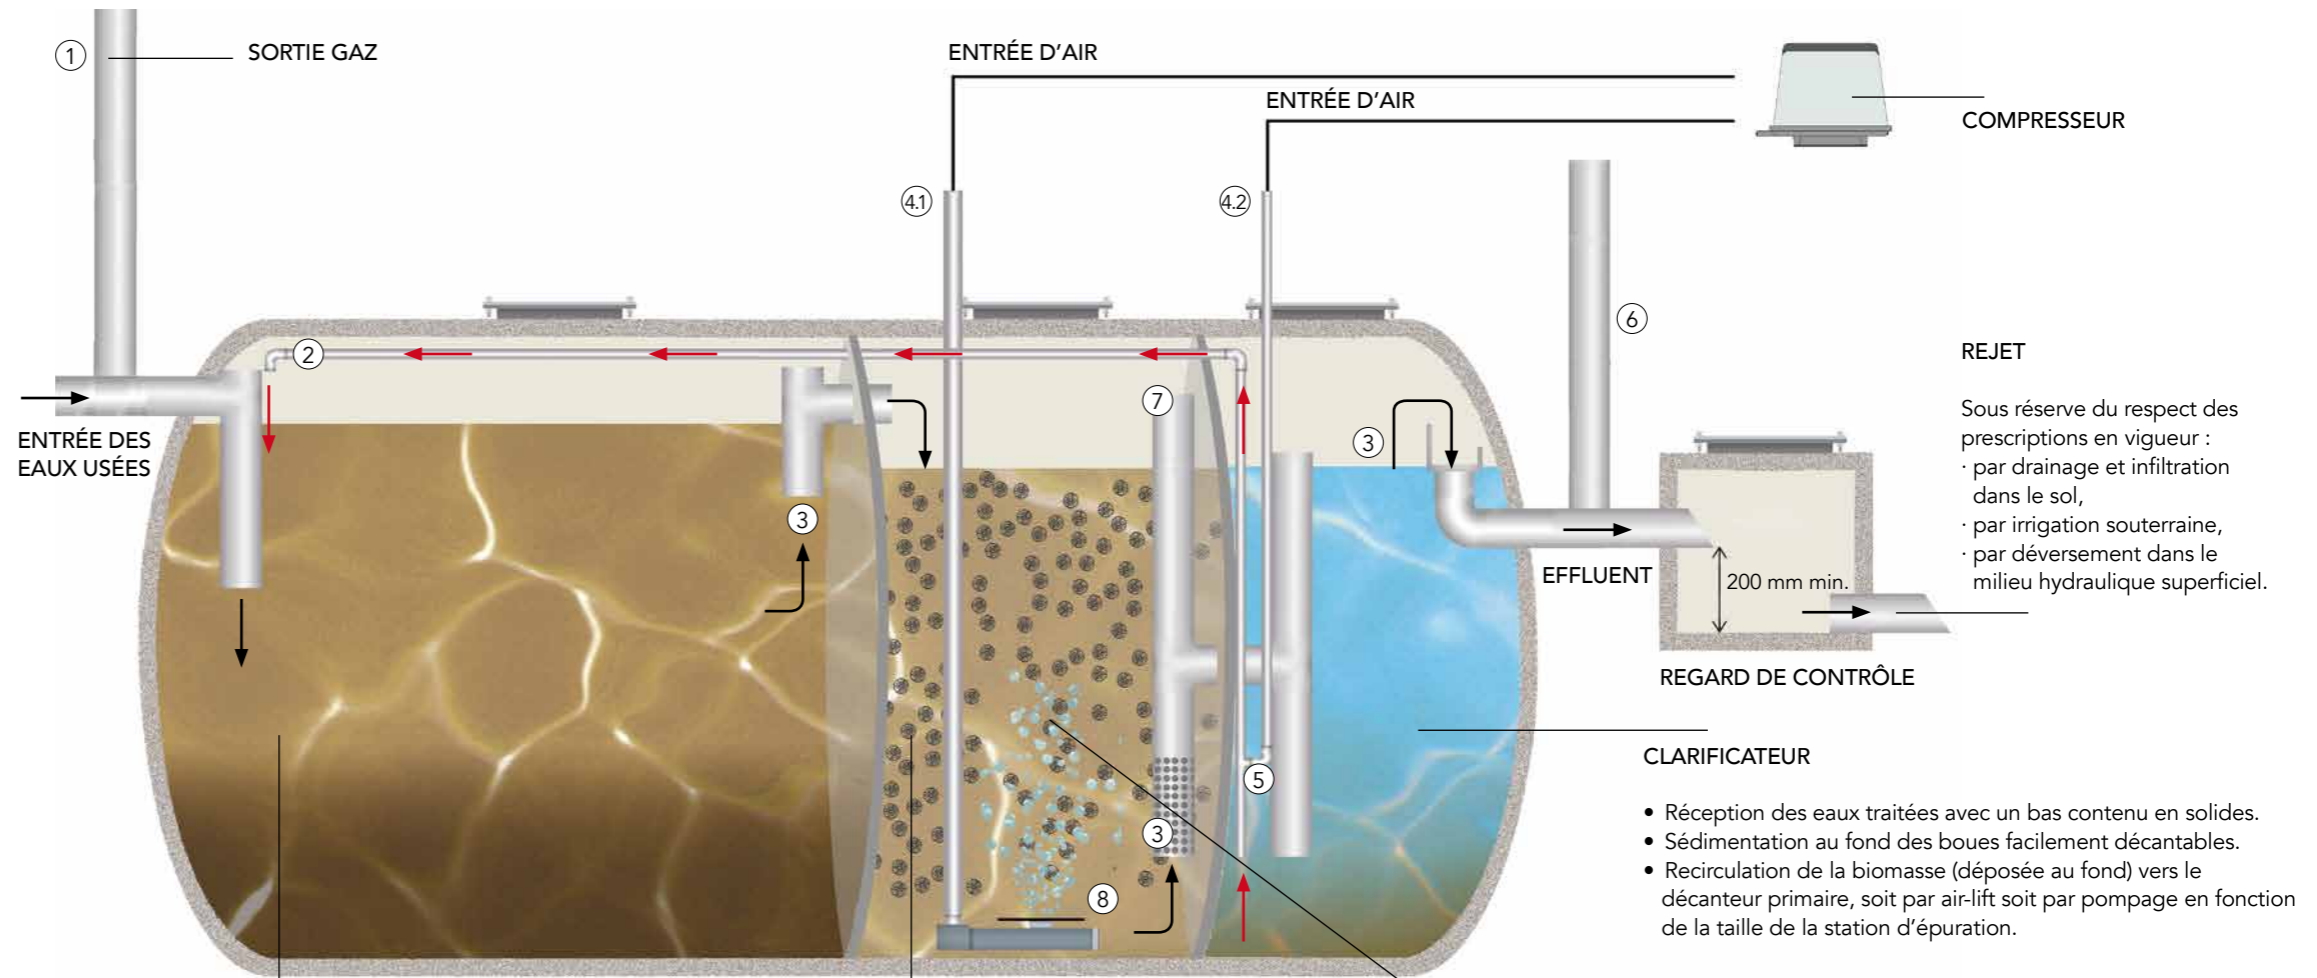 1
SORTIE GAZ
ENTRÉE D’AIR
ENTRÉE D’AIR
COMPRESSEUR
4.1
4.2
6
2
ENTRÉE DES
EAUX USÉES
7
3
3
EFFLUENT
200 mm min.
REJET
Sous réserve du respect des
prescriptions en vigueur :
· par drainage et infiltration
dans le sol,
· par irrigation souterraine,
· par déversement dans le
milieu hydraulique superficiel.
REGARD DE CONTRÔLE
5
3
8
CLARIFICATEUR
• Réception des eaux traitées avec un bas contenu en solides.
• Sédimentation au fond des boues facilement décantables.
• Recirculation de la biomasse (déposée au fond) vers le
décanteur primaire, soit par air-lift soit par pompage en fonction
de la taille de la station d’épuration.